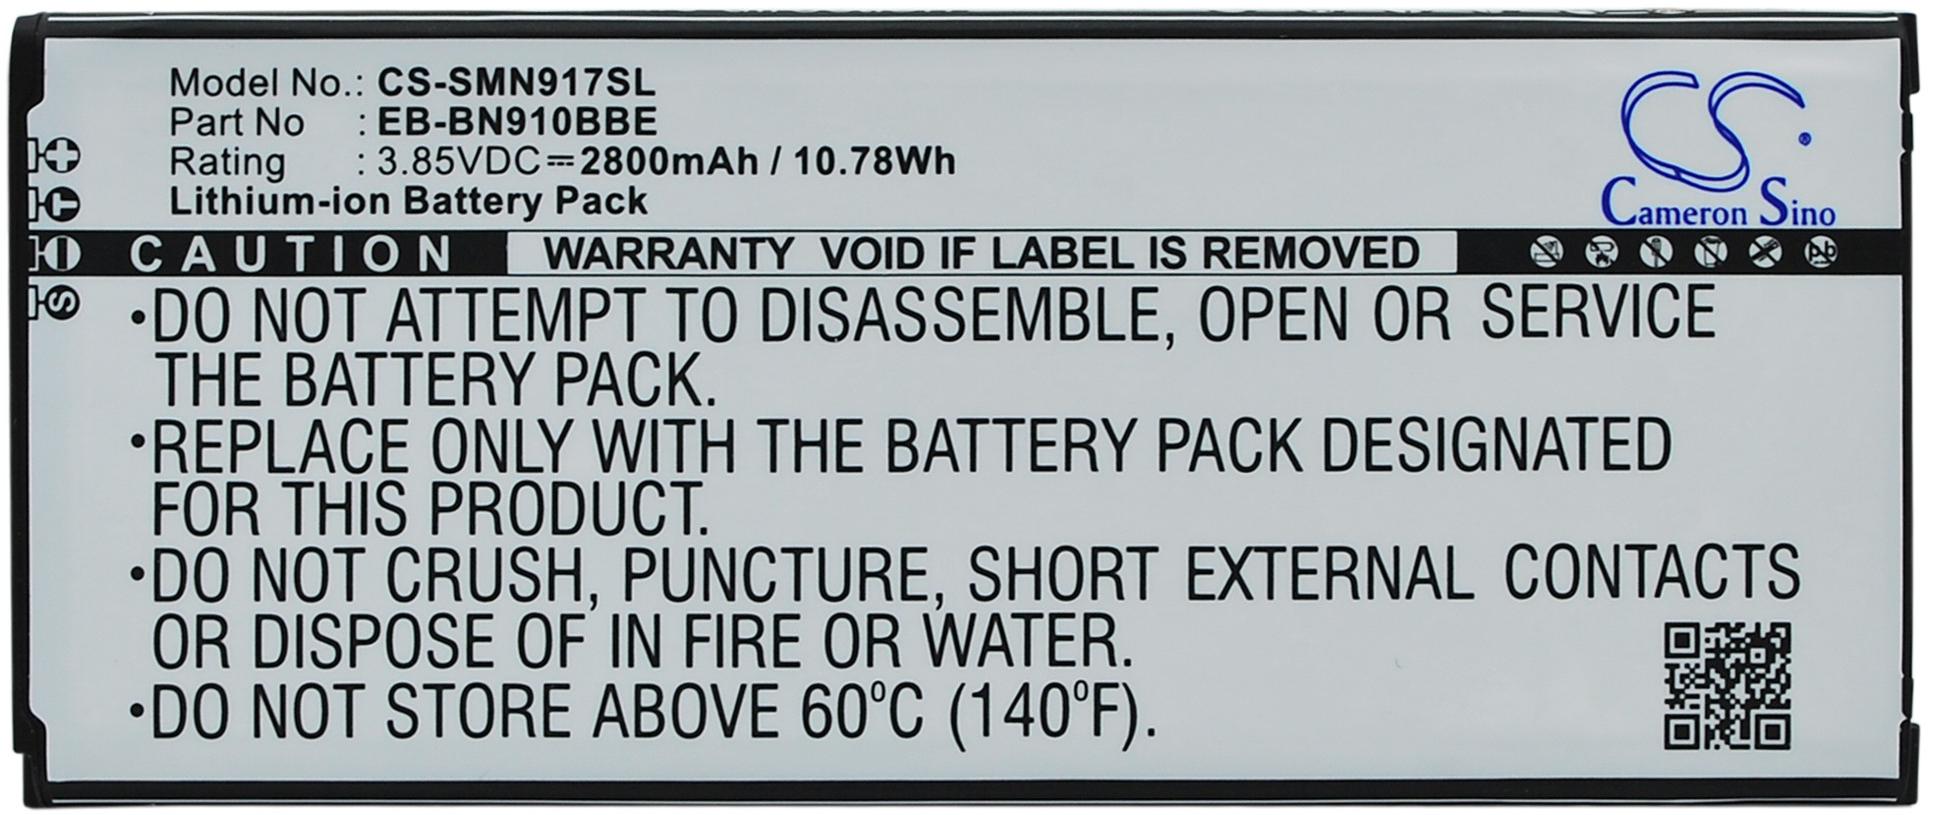 Model No.: CS-SMN917SL
Part No : EB-BN910BBE
Rating : 3.85VDC⎓2800mAh / 10.78Wh
Lithium-ion Battery Pack
CS®
Cameron Sino
+
T
I
S
CAUTION WARRANTY VOID IF LABEL IS REMOVED Pb
•DO NOT ATTEMPT TO DISASSEMBLE, OPEN OR SERVICE
THE BATTERY PACK.
•REPLACE ONLY WITH THE BATTERY PACK DESIGNATED
FOR THIS PRODUCT.
•DO NOT CRUSH, PUNCTURE, SHORT EXTERNAL CONTACTS
OR DISPOSE OF IN FIRE OR WATER.
•DO NOT STORE ABOVE 60°C (140°F).